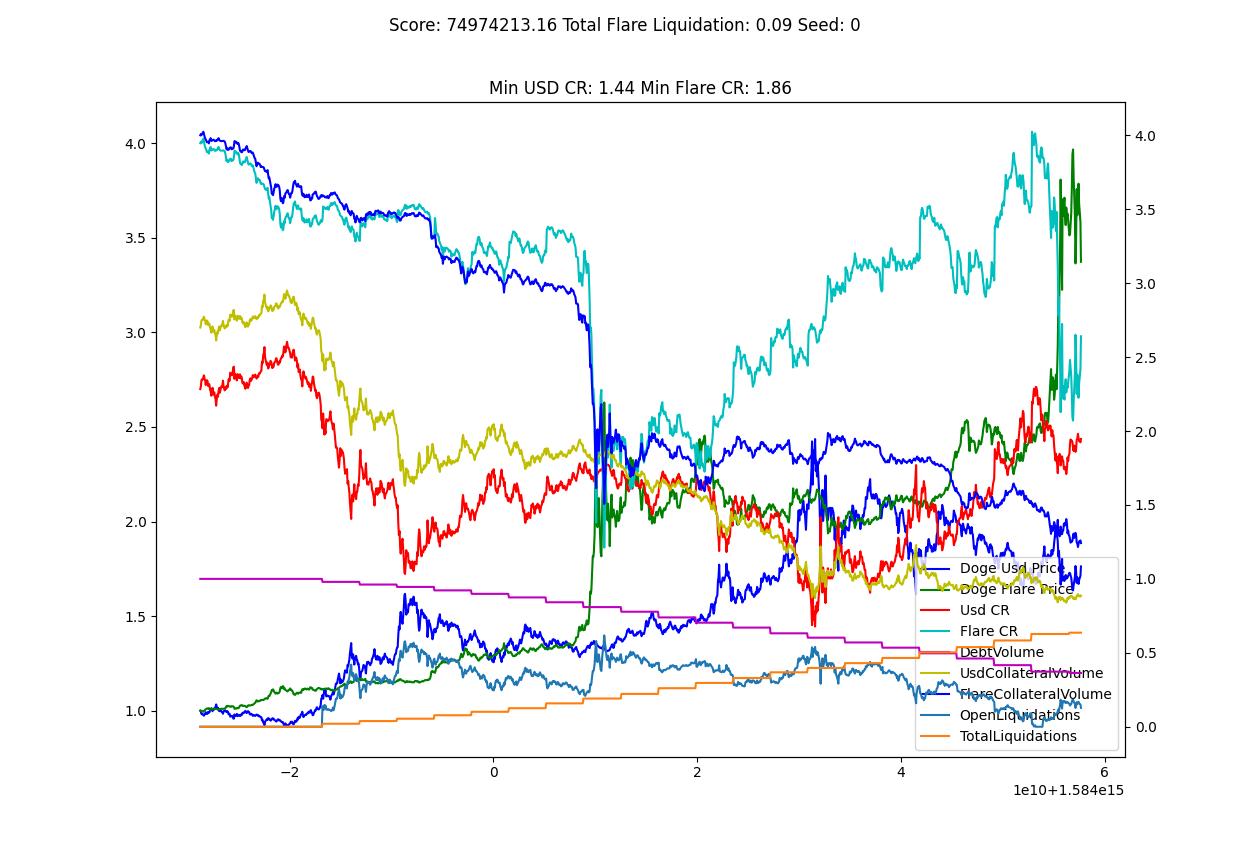 Score: 74974213.16 Total Flare Liquidation: 0.09 Seed: 0
Min USD CR: 1.44 Min Flare CR: 1.86
4.0
3.5
3.0
2.5
2.0
1.5
1.0
4.0
3.5
3.0
2.5
2.0
1.5
1.0
0.5
0.0
Doge Usd Price
Doge Flare Price
Usd CR
Flare CR
DeptVolume
UsdCollateralVolume
FlareCollateralVolume
OpenLiquidations
TotalLiquidations
−2 0 2 4 6
1e10+1.584e15